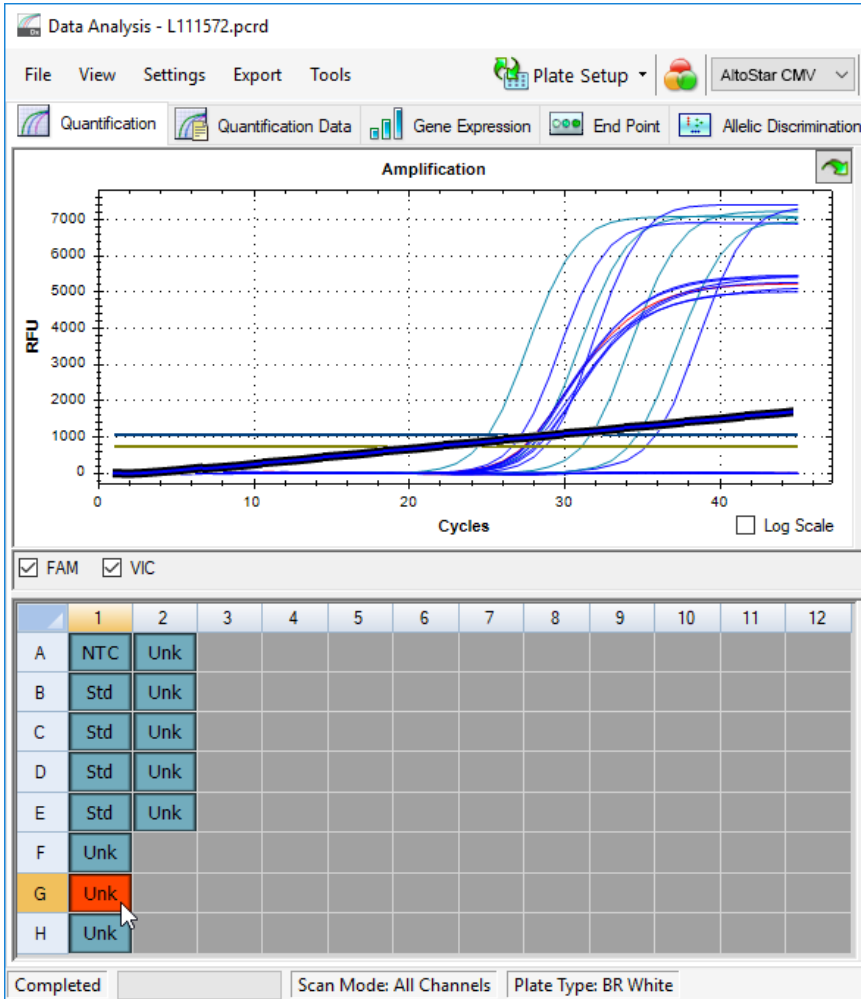 Data Analysis - L111572.pcrd
File View Settings Export Tools Plate Setup AltoStar CMV
Quantification Quantification Data Gene Expression End Point Allelic Discrimination
Amplification
7000
6000
5000
4000
3000
2000
1000
0
RFU
0 10 20 30 40
Cycles
Log Scale
FAM VIC
1 2 3 4 5 6 7 8 9 10 11 12
A NTC Unk
B Std Unk
C Std Unk
D Std Unk
E Std Unk
F Unk
G Unk
H Unk
Completed Scan Mode: All Channels Plate Type: BR White